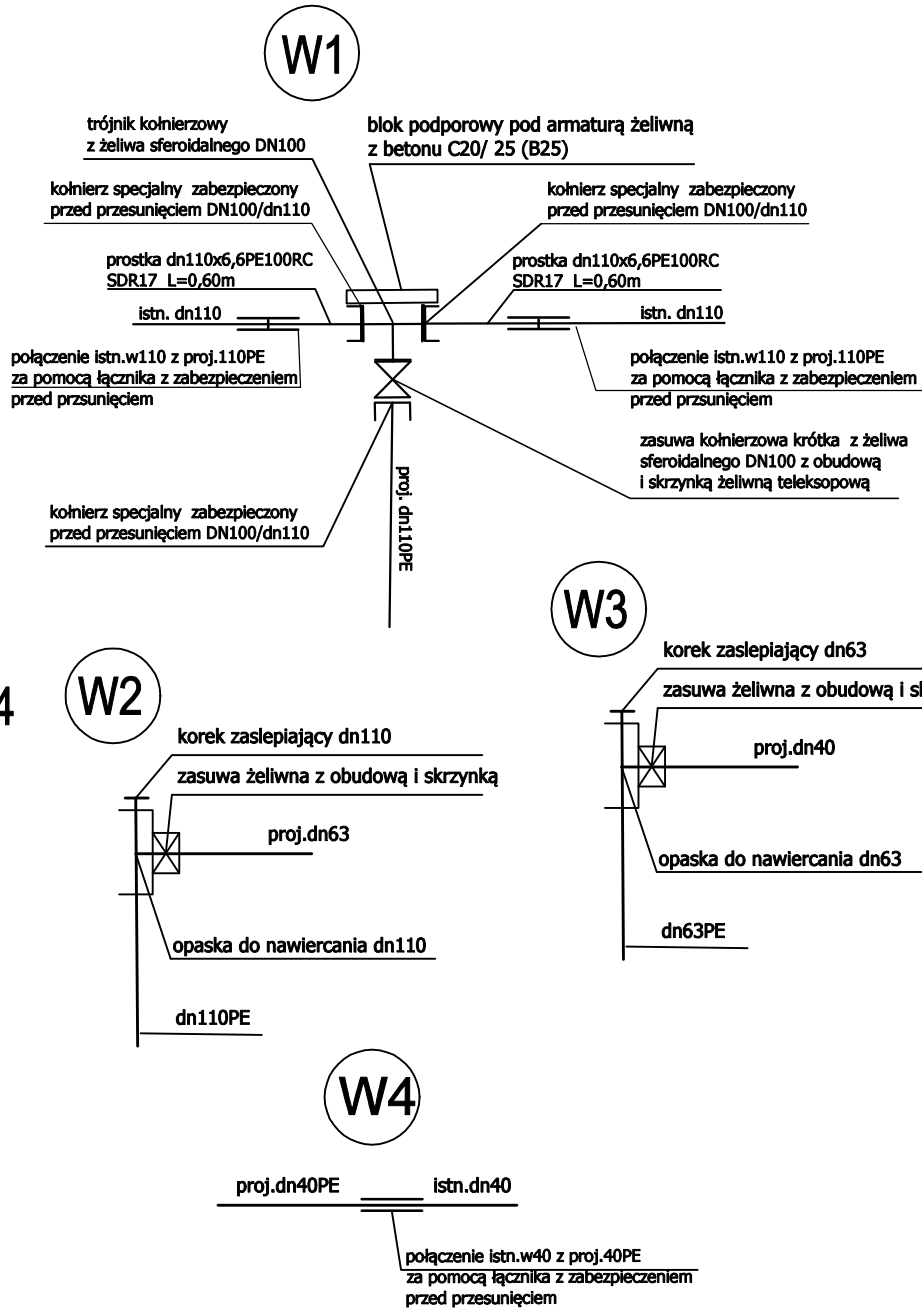 W1
trójnik kołnierzowy
z żeliwa sferoidalnego DN100
blok podporowy pod armaturą żeliwną
z betonu C20/ 25 (B25)
kołnierz specjalny zabezpieczony
przed przesunięciem DN100/dn110
kołnierz specjalny zabezpieczony
przed przesunięciem DN100/dn110
prostka dn110x6,6PE100RC
SDR17 L=0,60m
prostka dn110x6,6PE100RC
SDR17 L=0,60m
istn. dn110
istn. dn110
połączenie istn.w110 z proj.110PE
za pomocą łącznika z zabezpieczeniem
przed przsunięciem
połączenie istn.w110 z proj.110PE
za pomocą łącznika z zabezpieczeniem
przed przsunięciem
zasuwa kołnierzowa krótka z żeliwa
sferoidalnego DN100 z obudową
i skrzynką żeliwną teleksopową
proj. dn110PE
kołnierz specjalny zabezpieczony
przed przesunięciem DN100/dn110
W3
korek zaslepiający dn63
zasuwa żeliwna z obudową i sk
proj.dn40
opaska do nawiercania dn63
dn63PE
4
W2
korek zaslepiający dn110
zasuwa żeliwna z obudową i skrzynką
proj.dn63
opaska do nawiercania dn110
dn110PE
W4
proj.dn40PE
istn.dn40
połączenie istn.w40 z proj.40PE
za pomocą łącznika z zabezpieczeniem
przed przesunięciem